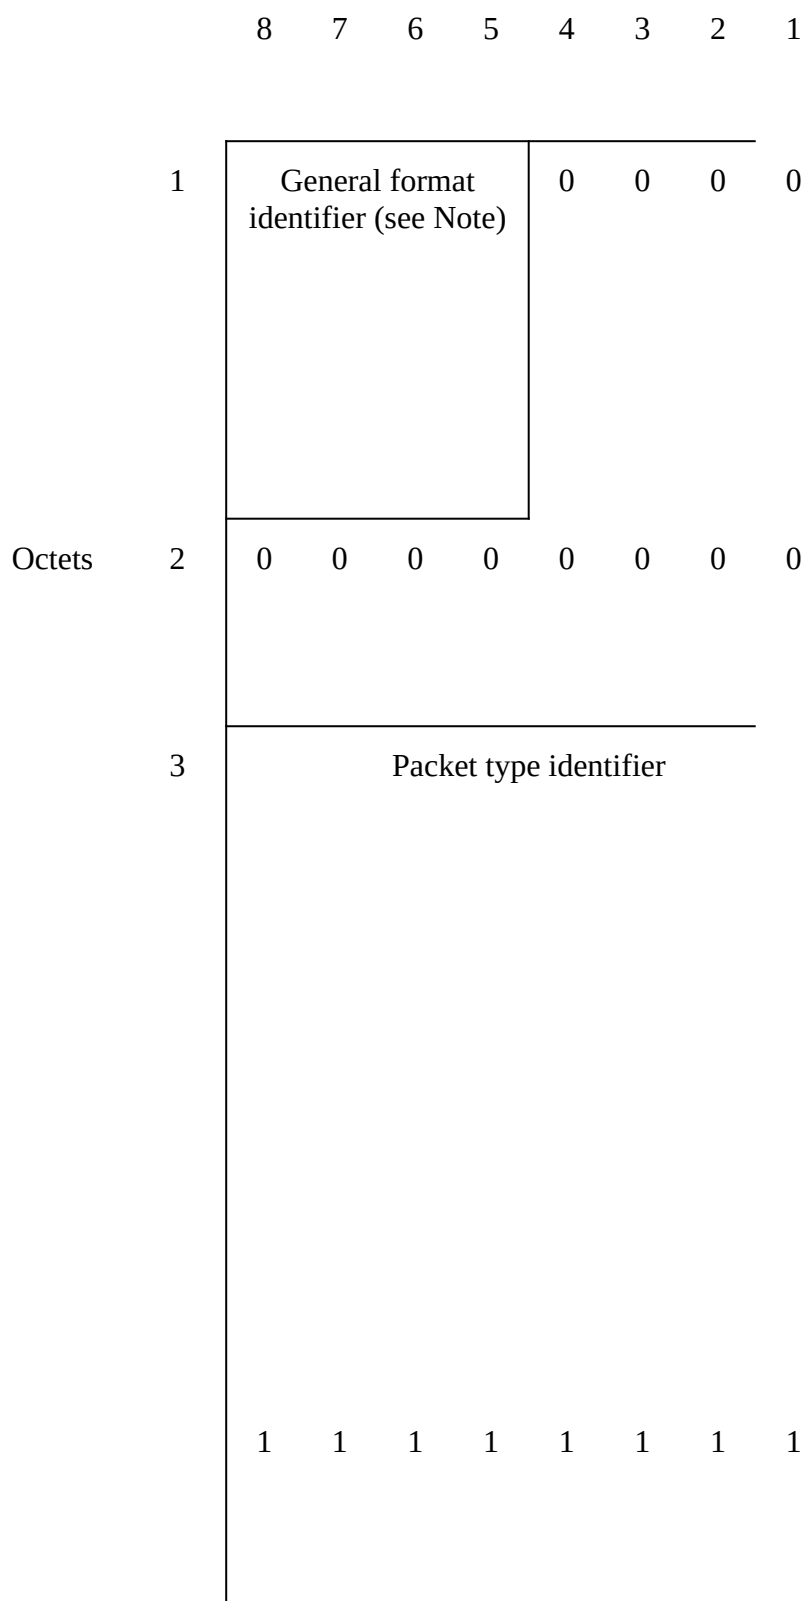 8 7 6 5 4 3 2 1
1 General format 0 0 0 0
identifier (see Note)
Octets 2 0 0 0 0 0 0 0 0
3 Packet type identifier
1 1 1 1 1 1 1 1